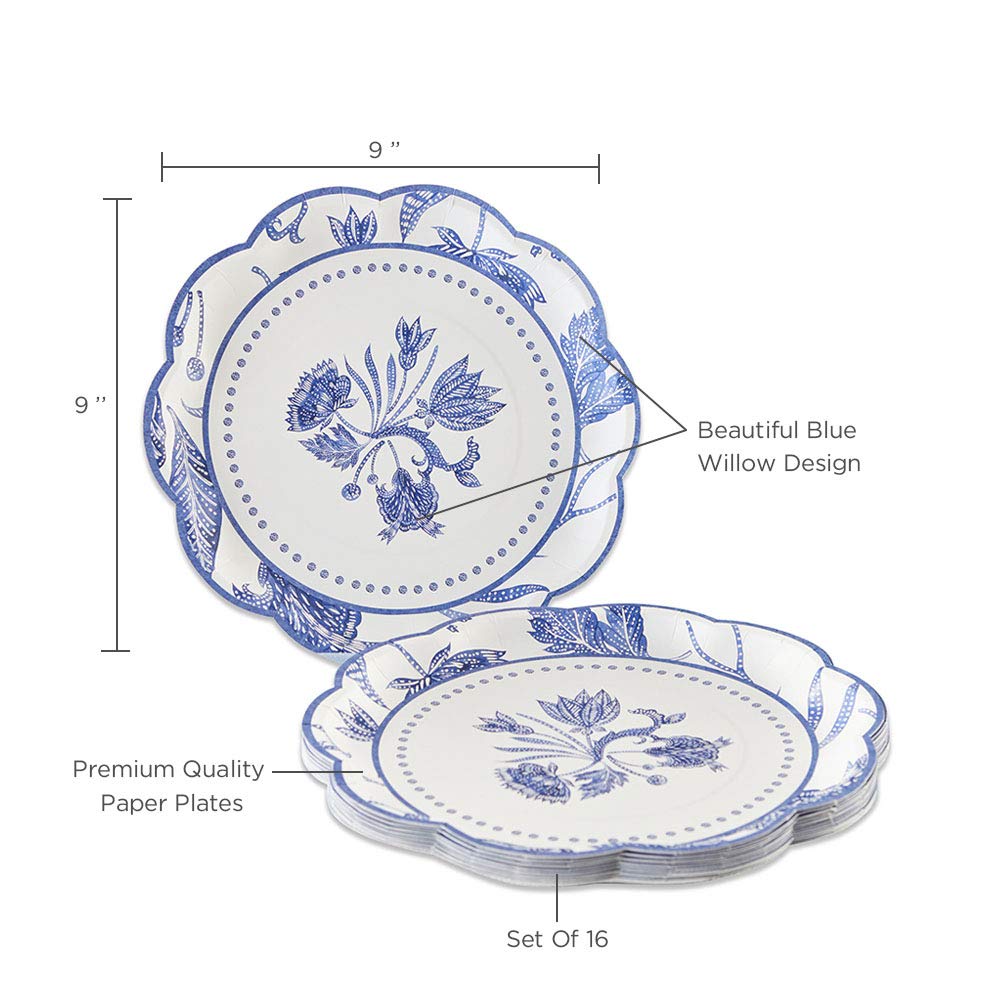 9 ”
9 ”
Beautiful Blue
Willow Design
Premium Quality
Paper Plates
Set Of 16